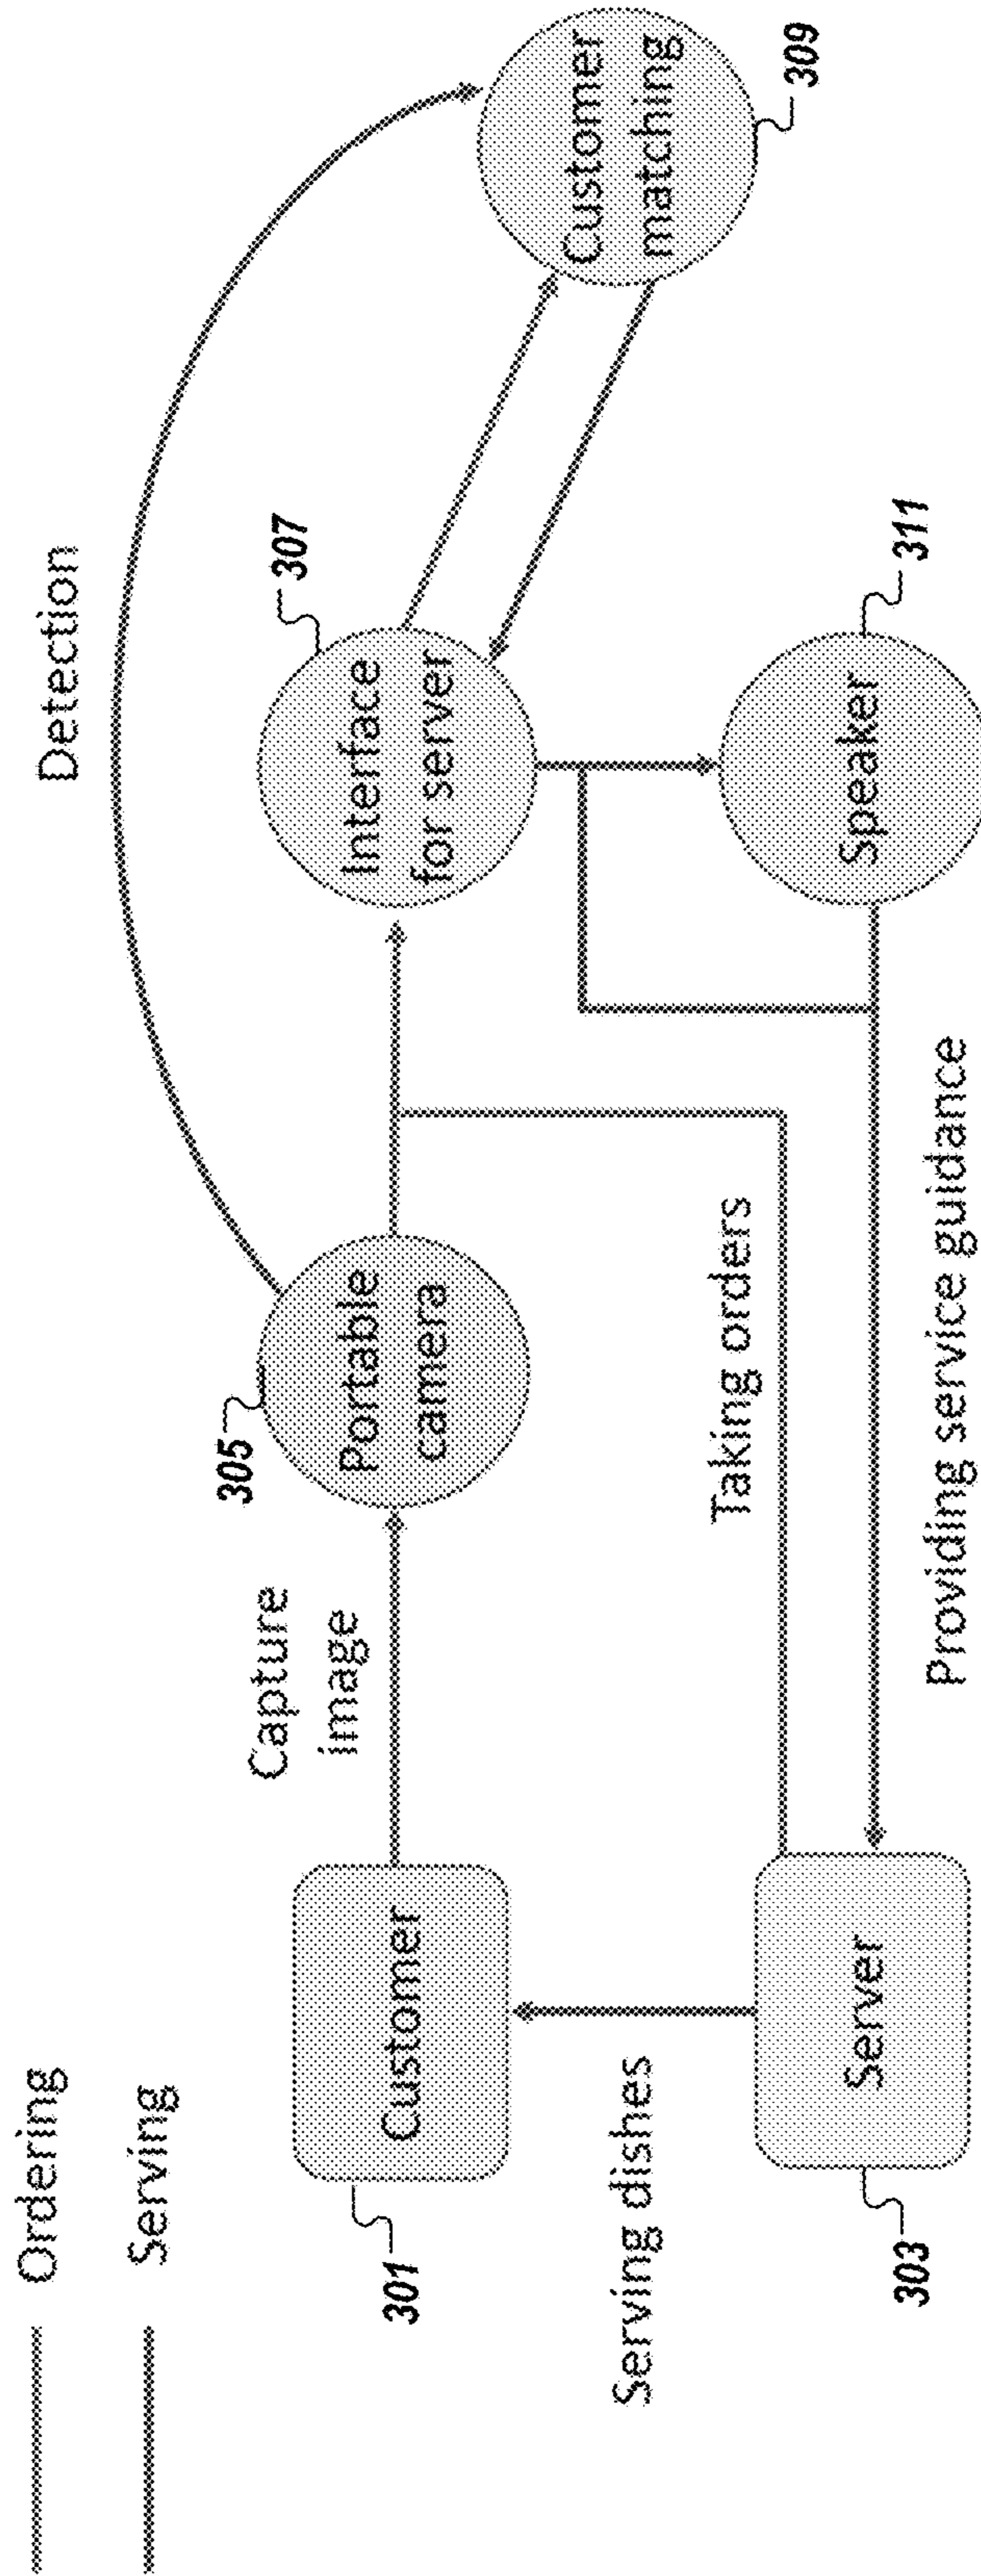 Ordering
Serving
Detection
Capture
image
305
Portable
camera
307
Interface
for server
Customer
matching
309
Customer
301
Serving dishes
Taking orders
Speaker
311
Server
303
Providing service guidance